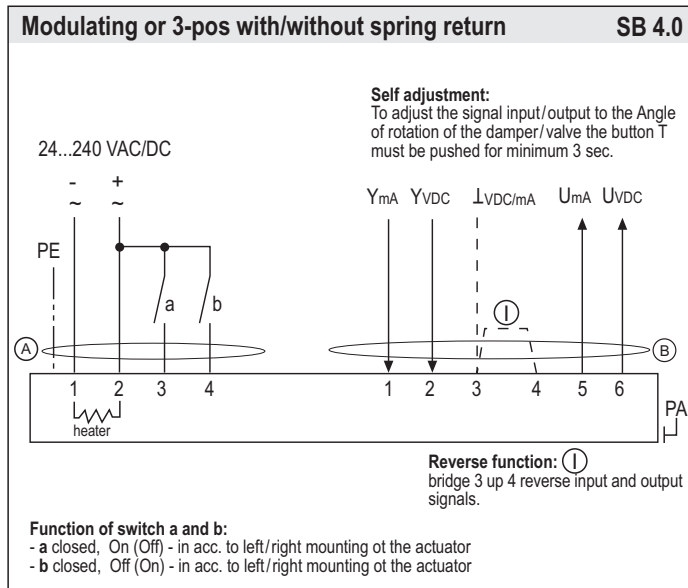 Modulating or 3-pos with/without spring return SB 4.0
Self adjustment:
To adjust the signal input/output to the Angle
of rotation of the damper/valve the button T
must be pushed for minimum 3 sec.
24...240 VAC/DC
- +
~ ~
YmA YVDC ⊥VDC/mA UmA UVDC
PE
a b
I
A B
1 2 3 4 1 2 3 4 5 6
heater
PA
Reverse function: I
bridge 3 up 4 reverse input and output
signals.
Function of switch a and b:
- a closed, On (Off) - in acc. to left/right mounting ot the actuator
- b closed, Off (On) - in acc. to left/right mounting ot the actuator